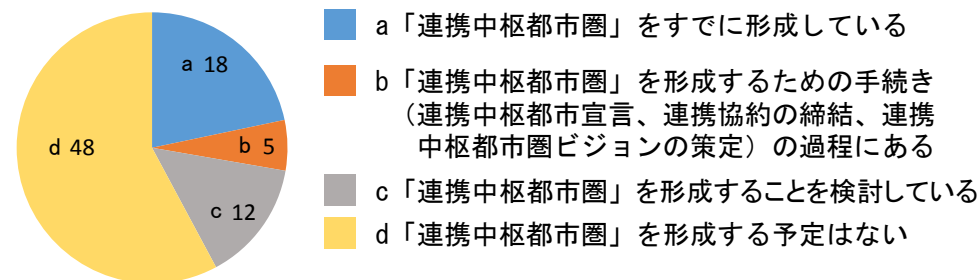 a 18
b 5
c 12
d 48
a「連携中枢都市圏」をすでに形成している
b「連携中枢都市圏」を形成するための手続き
（連携中枢都市宣言、連携協約の締結、連携
中枢都市圏ビジョンの策定）の過程にある
c「連携中枢都市圏」を形成することを検討している
d「連携中枢都市圏」を形成する予定はない